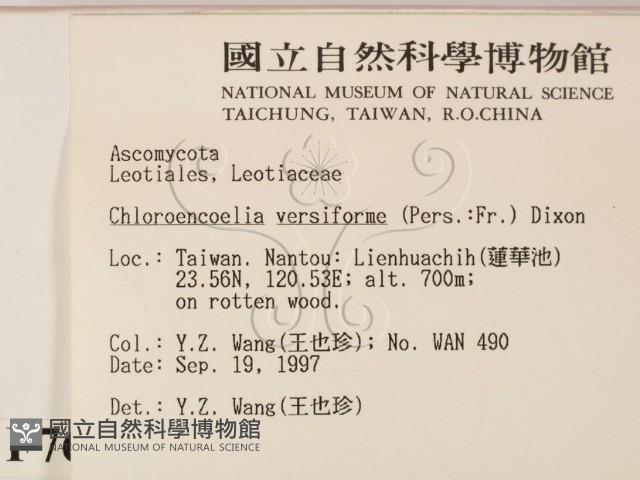 國立自然科學博物館
NATIONAL MUSEUM OF NATURAL SCIENCE
TAICHUNG, TAIWAN, R.O.CHINA
Ascomycota
Leotiales, Leotiaceae
Chloroencoelia versiforme (Pers.:Fr.) Dixon
Loc.: Taiwan. Nantou: Lienhuachih(蓮華池)
23.56N, 120.53E; alt. 700m;
on rotten wood.
Col.: Y.Z. Wang(王也珍); No. WAN 490
Date: Sep. 19, 1997
Det.: Y.Z. Wang(王也珍)
國立自然科學博物館
NATIONAL MUSEUM OF NATURAL SCIENCE